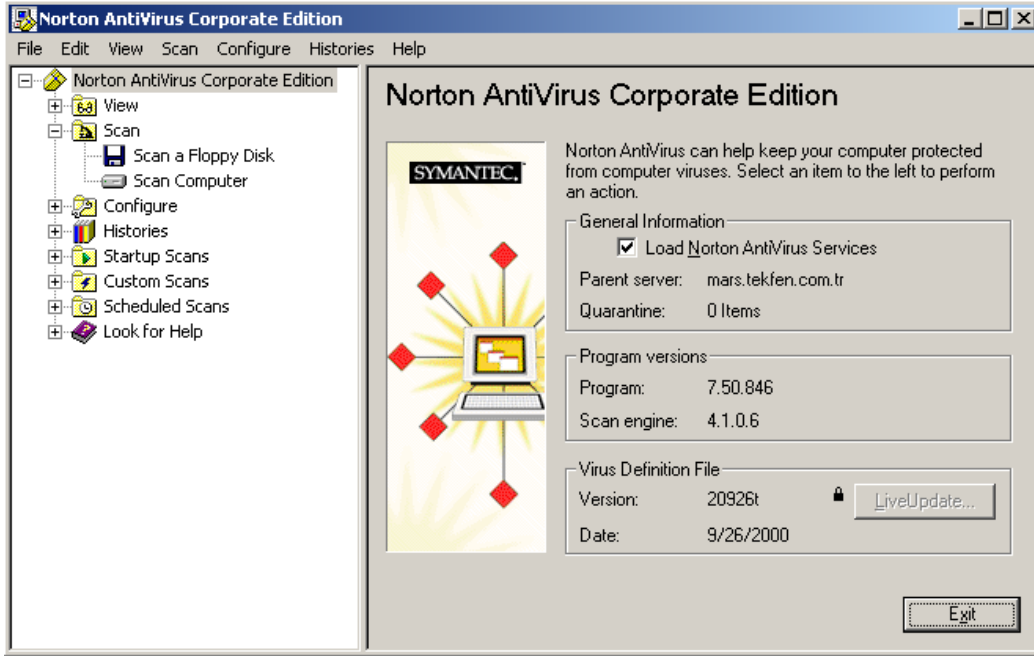 Norton AntiVirus Corporate Edition
File Edit View Scan Configure Histories Help
Norton AntiVirus Corporate Edition
View
Scan
Scan a Floppy Disk
Scan Computer
Configure
Histories
Startup Scans
Custom Scans
Scheduled Scans
Look for Help
Norton AntiVirus Corporate Edition
SYMANTEC.
Norton AntiVirus can help keep your computer protected
from computer viruses. Select an item to the left to perform
an action.
General Information
Load Norton AntiVirus Services
Parent server: mars.tekfen.com.tr
Quarantine: 0 Items
Program versions
Program: 7.50.846
Scan engine: 4.1.0.6
Virus Definition File
Version: 20926t
LiveUpdate...
Date: 9/26/2000
Exit